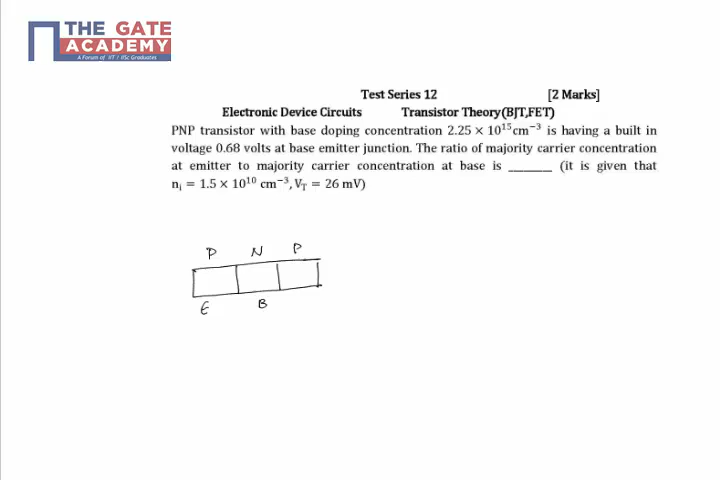 THE GATE
ACADEMY
A Forum of IIT / IISc Graduates
Test Series 12 [2 Marks]
Electronic Device Circuits Transistor Theory(BJT,FET)
PNP transistor with base doping concentration 2.25 × 10¹⁵cm⁻³ is having a built in
voltage 0.68 volts at base emitter junction. The ratio of majority carrier concentration
at emitter to majority carrier concentration at base is ______ (it is given that
nᵢ = 1.5 × 10¹⁰ cm⁻³, V_T = 26 mV)
P N P
E B